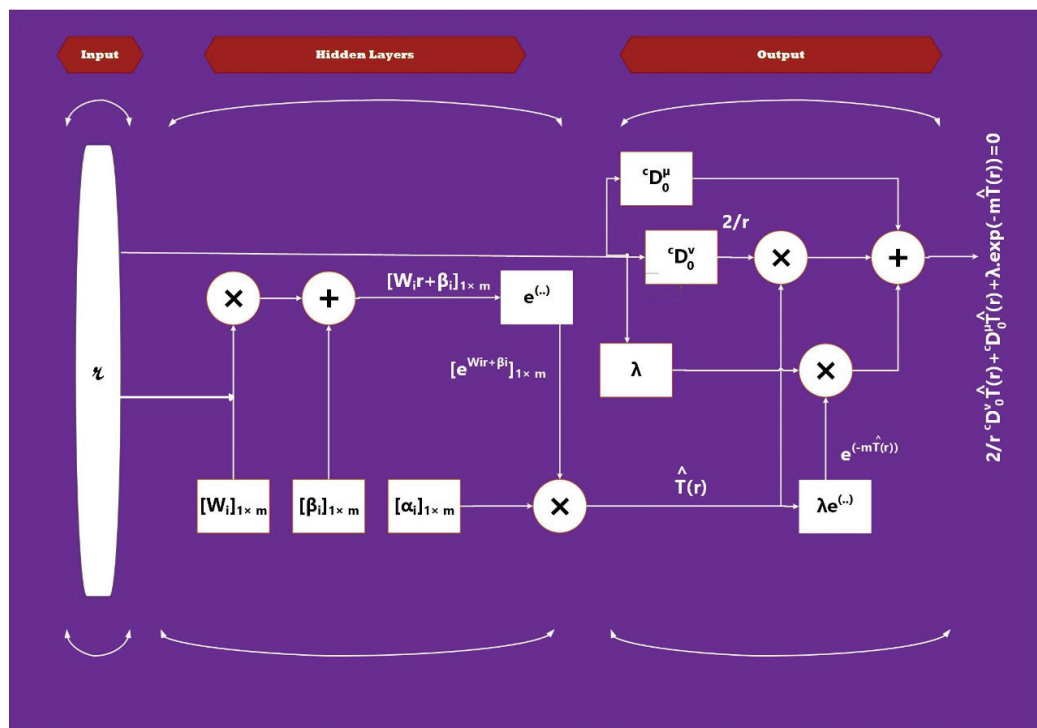 Input
Hidden Layers
Output
ᶜD₀^μ
2/r
ᶜD₀^ν
×
+
×
+
[Wᵢr+βᵢ]₁ₓ ₘ
e^(..)
[e^Wir+βi]₁ₓ ₘ
𝓇
λ
×
e^(-mT̂(r))
[Wᵢ]₁ₓ ₘ
[βᵢ]₁ₓ ₘ
[αᵢ]₁ₓ ₘ
×
T̂(r)
λe^(..)
2/r ᶜD₀^ν T̂(r)+ᶜD₀^μ T̂(r)+λ.exp(-mT̂(r))=0